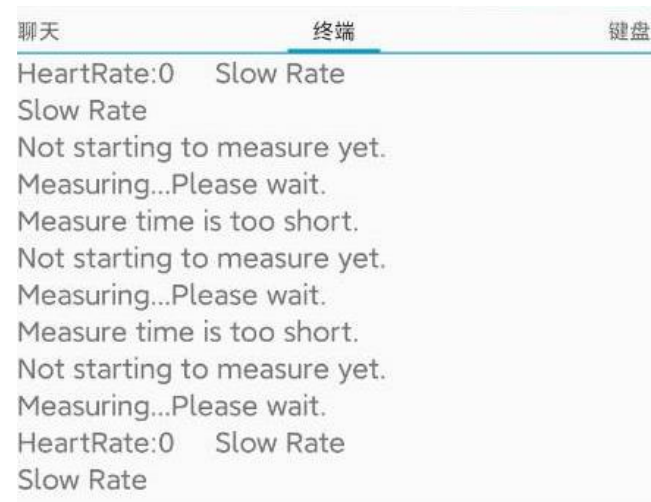 聊天 终端 键盘
HeartRate:0 Slow Rate
Slow Rate
Not starting to measure yet.
Measuring...Please wait.
Measure time is too short.
Not starting to measure yet.
Measuring...Please wait.
Measure time is too short.
Not starting to measure yet.
Measuring...Please wait.
HeartRate:0 Slow Rate
Slow Rate